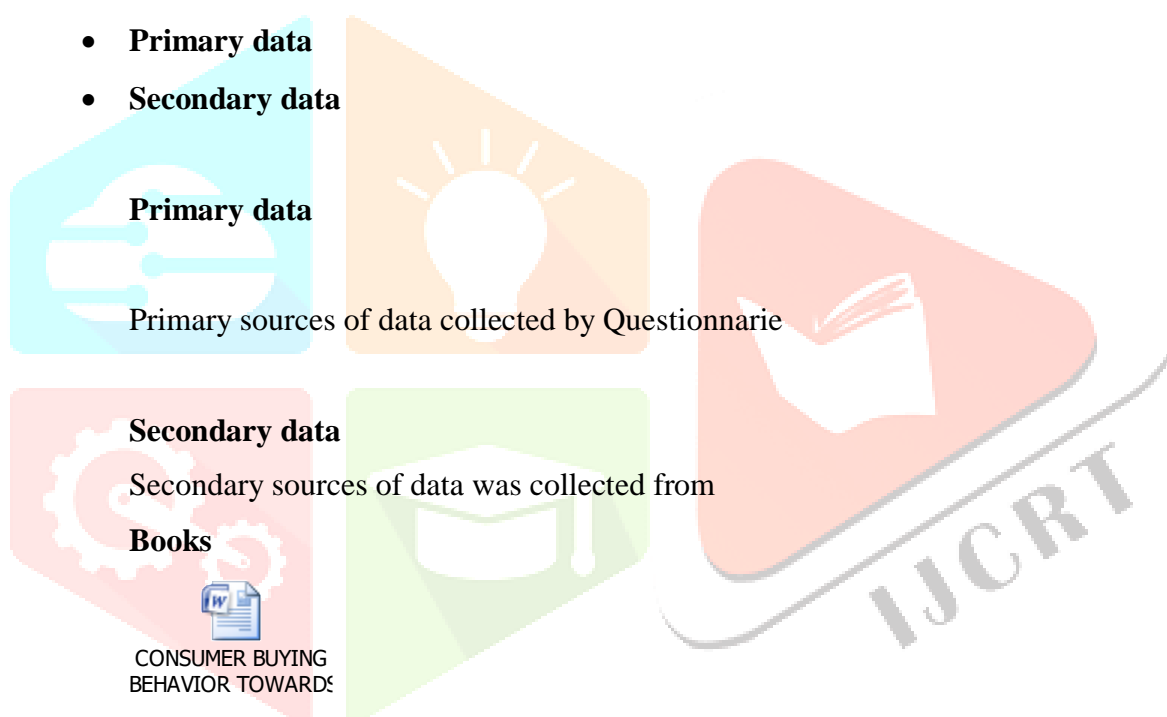 • Primary data
• Secondary data
Primary data
Primary sources of data collected by Questionnarie
Secondary data
Secondary sources of data was collected from
Books
CONSUMER BUYING
BEHAVIOR TOWARDS
IJCRT